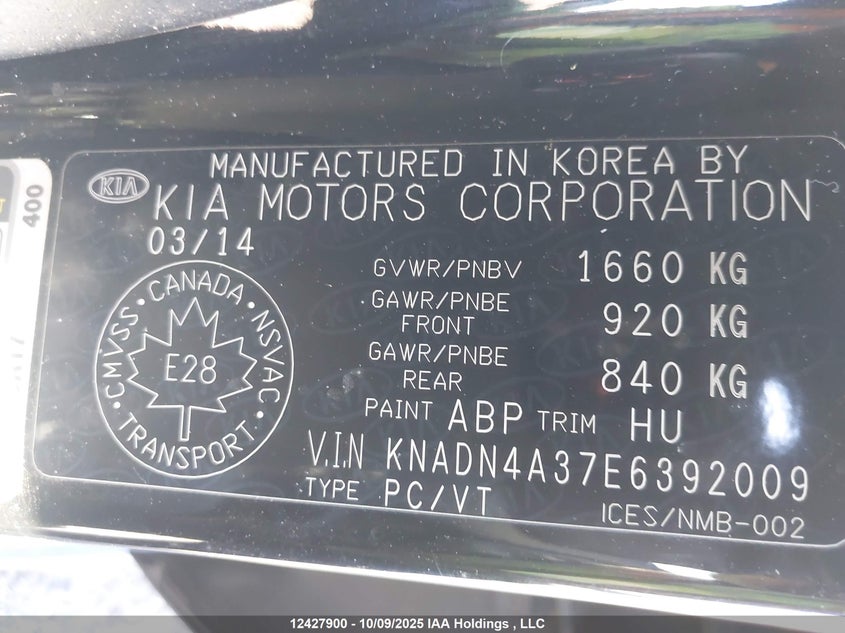 MANUFACTURED IN KOREA BY
KIA
KIA MOTORS CORPORATION
03/14
GVWR/PNBV 1660 KG
GAWR/PNBE FRONT 920 KG
GAWR/PNBE REAR 840 KG
PAINT ABP TRIM HU
V.I.N KNADN4A37E6392009
TYPE PC/VT
ICES/NMB-002
CMVSS • CANADA • NSVAC • TRANSPORT •
E28
400
12427900 - 10/09/2025 IAA Holdings , LLC